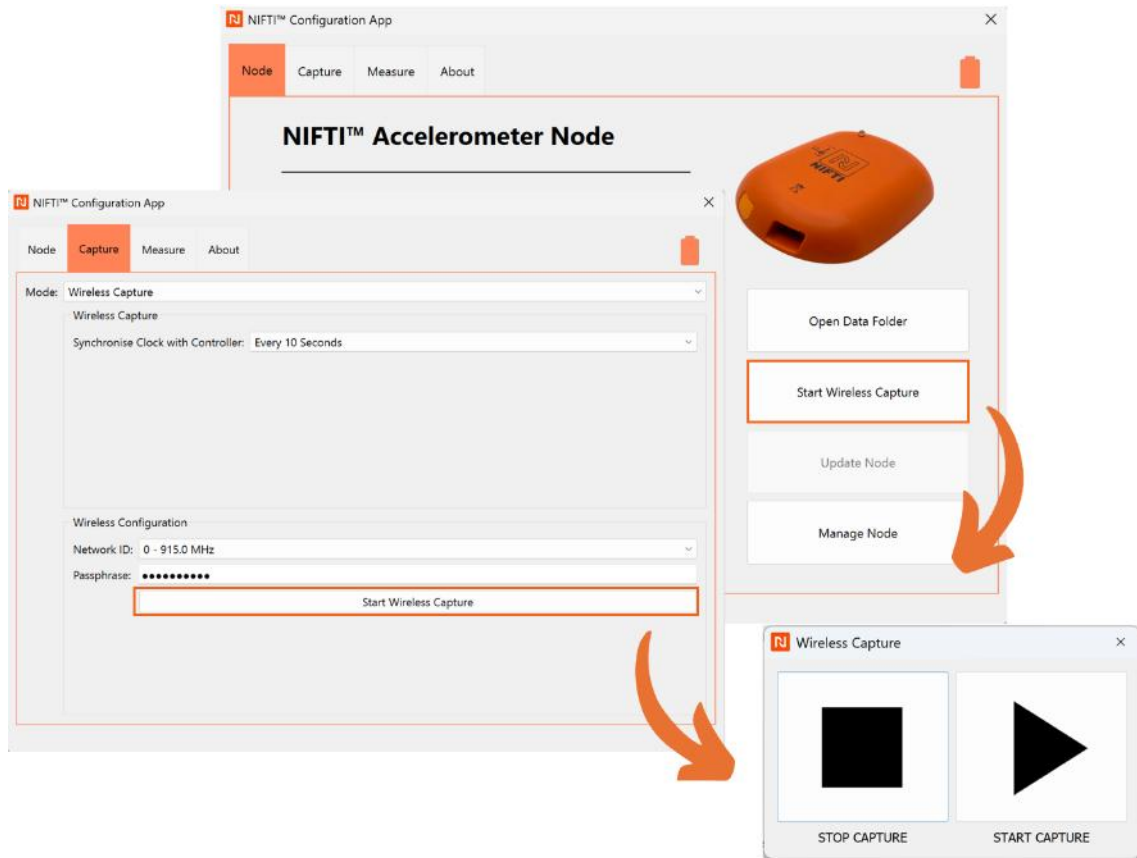 NIFTI™ Configuration App
Node Capture Measure About
NIFTI™ Accelerometer Node
NIFTI
Open Data Folder
Start Wireless Capture
Update Node
Manage Node
NIFTI™ Configuration App
Node Capture Measure About
Mode: Wireless Capture
Wireless Capture
Synchronise Clock with Controller: Every 10 Seconds
Wireless Configuration
Network ID: 0 - 915.0 MHz
Passphrase: ●●●●●●●●●●
Start Wireless Capture
Wireless Capture
STOP CAPTURE START CAPTURE